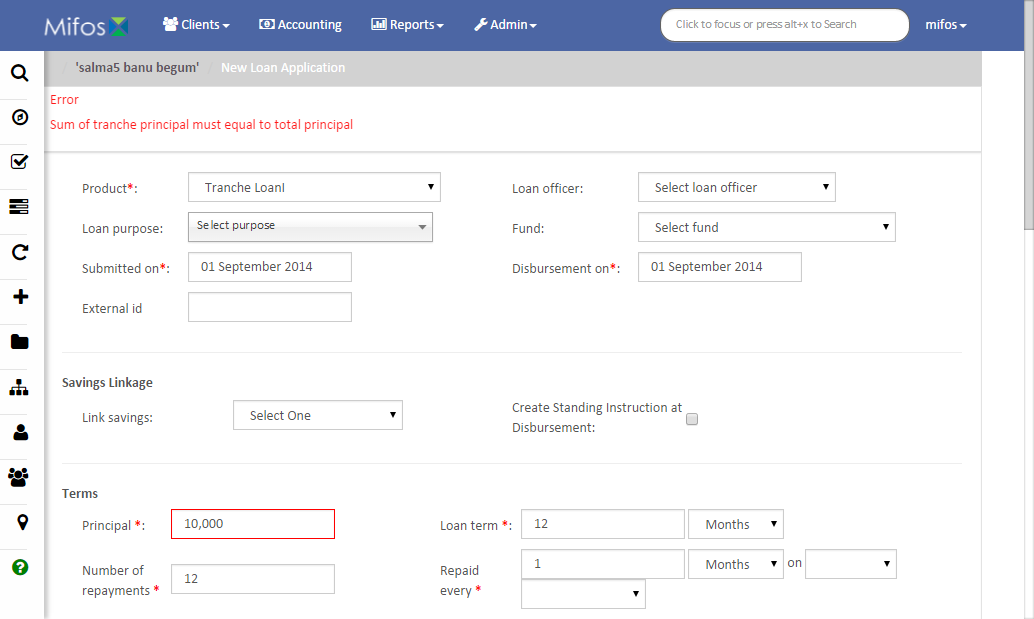 Mifos Clients Accounting Reports Admin Click to focus or press alt+x to Search mifos
'salma5 banu begum' / New Loan Application
Error
Sum of tranche principal must equal to total principal
Product*: Tranche LoanI Loan officer: Select loan officer
Loan purpose: Select purpose Fund: Select fund
Submitted on*: 01 September 2014 Disbursement on*: 01 September 2014
External id
Savings Linkage
Link savings: Select One Create Standing Instruction at
Disbursement:
Terms
Principal *: 10,000 Loan term *: 12 Months
Number of
repayments * 12
Repaid
every * 1 Months on